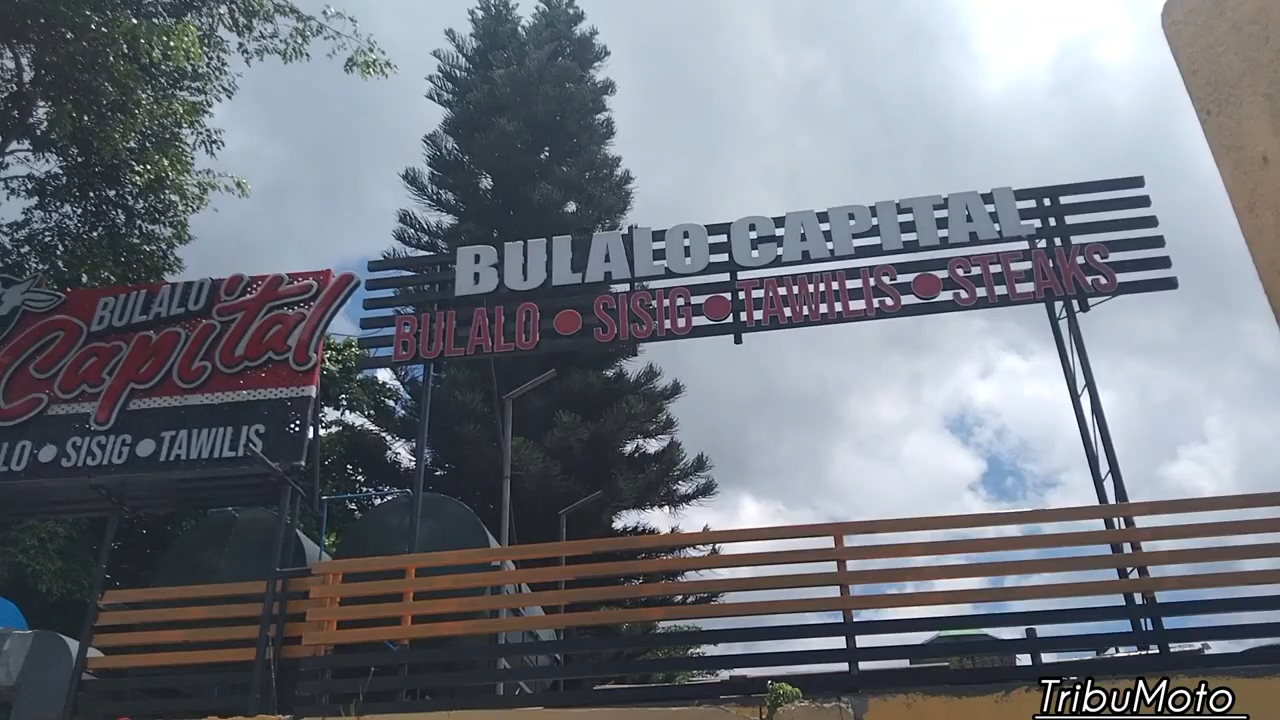 BULALO CAPITAL
BULALO • SISIG • TAWILIS • STEAKS
BULALO
Capital
LO • SISIG • TAWILIS
TribuMoto